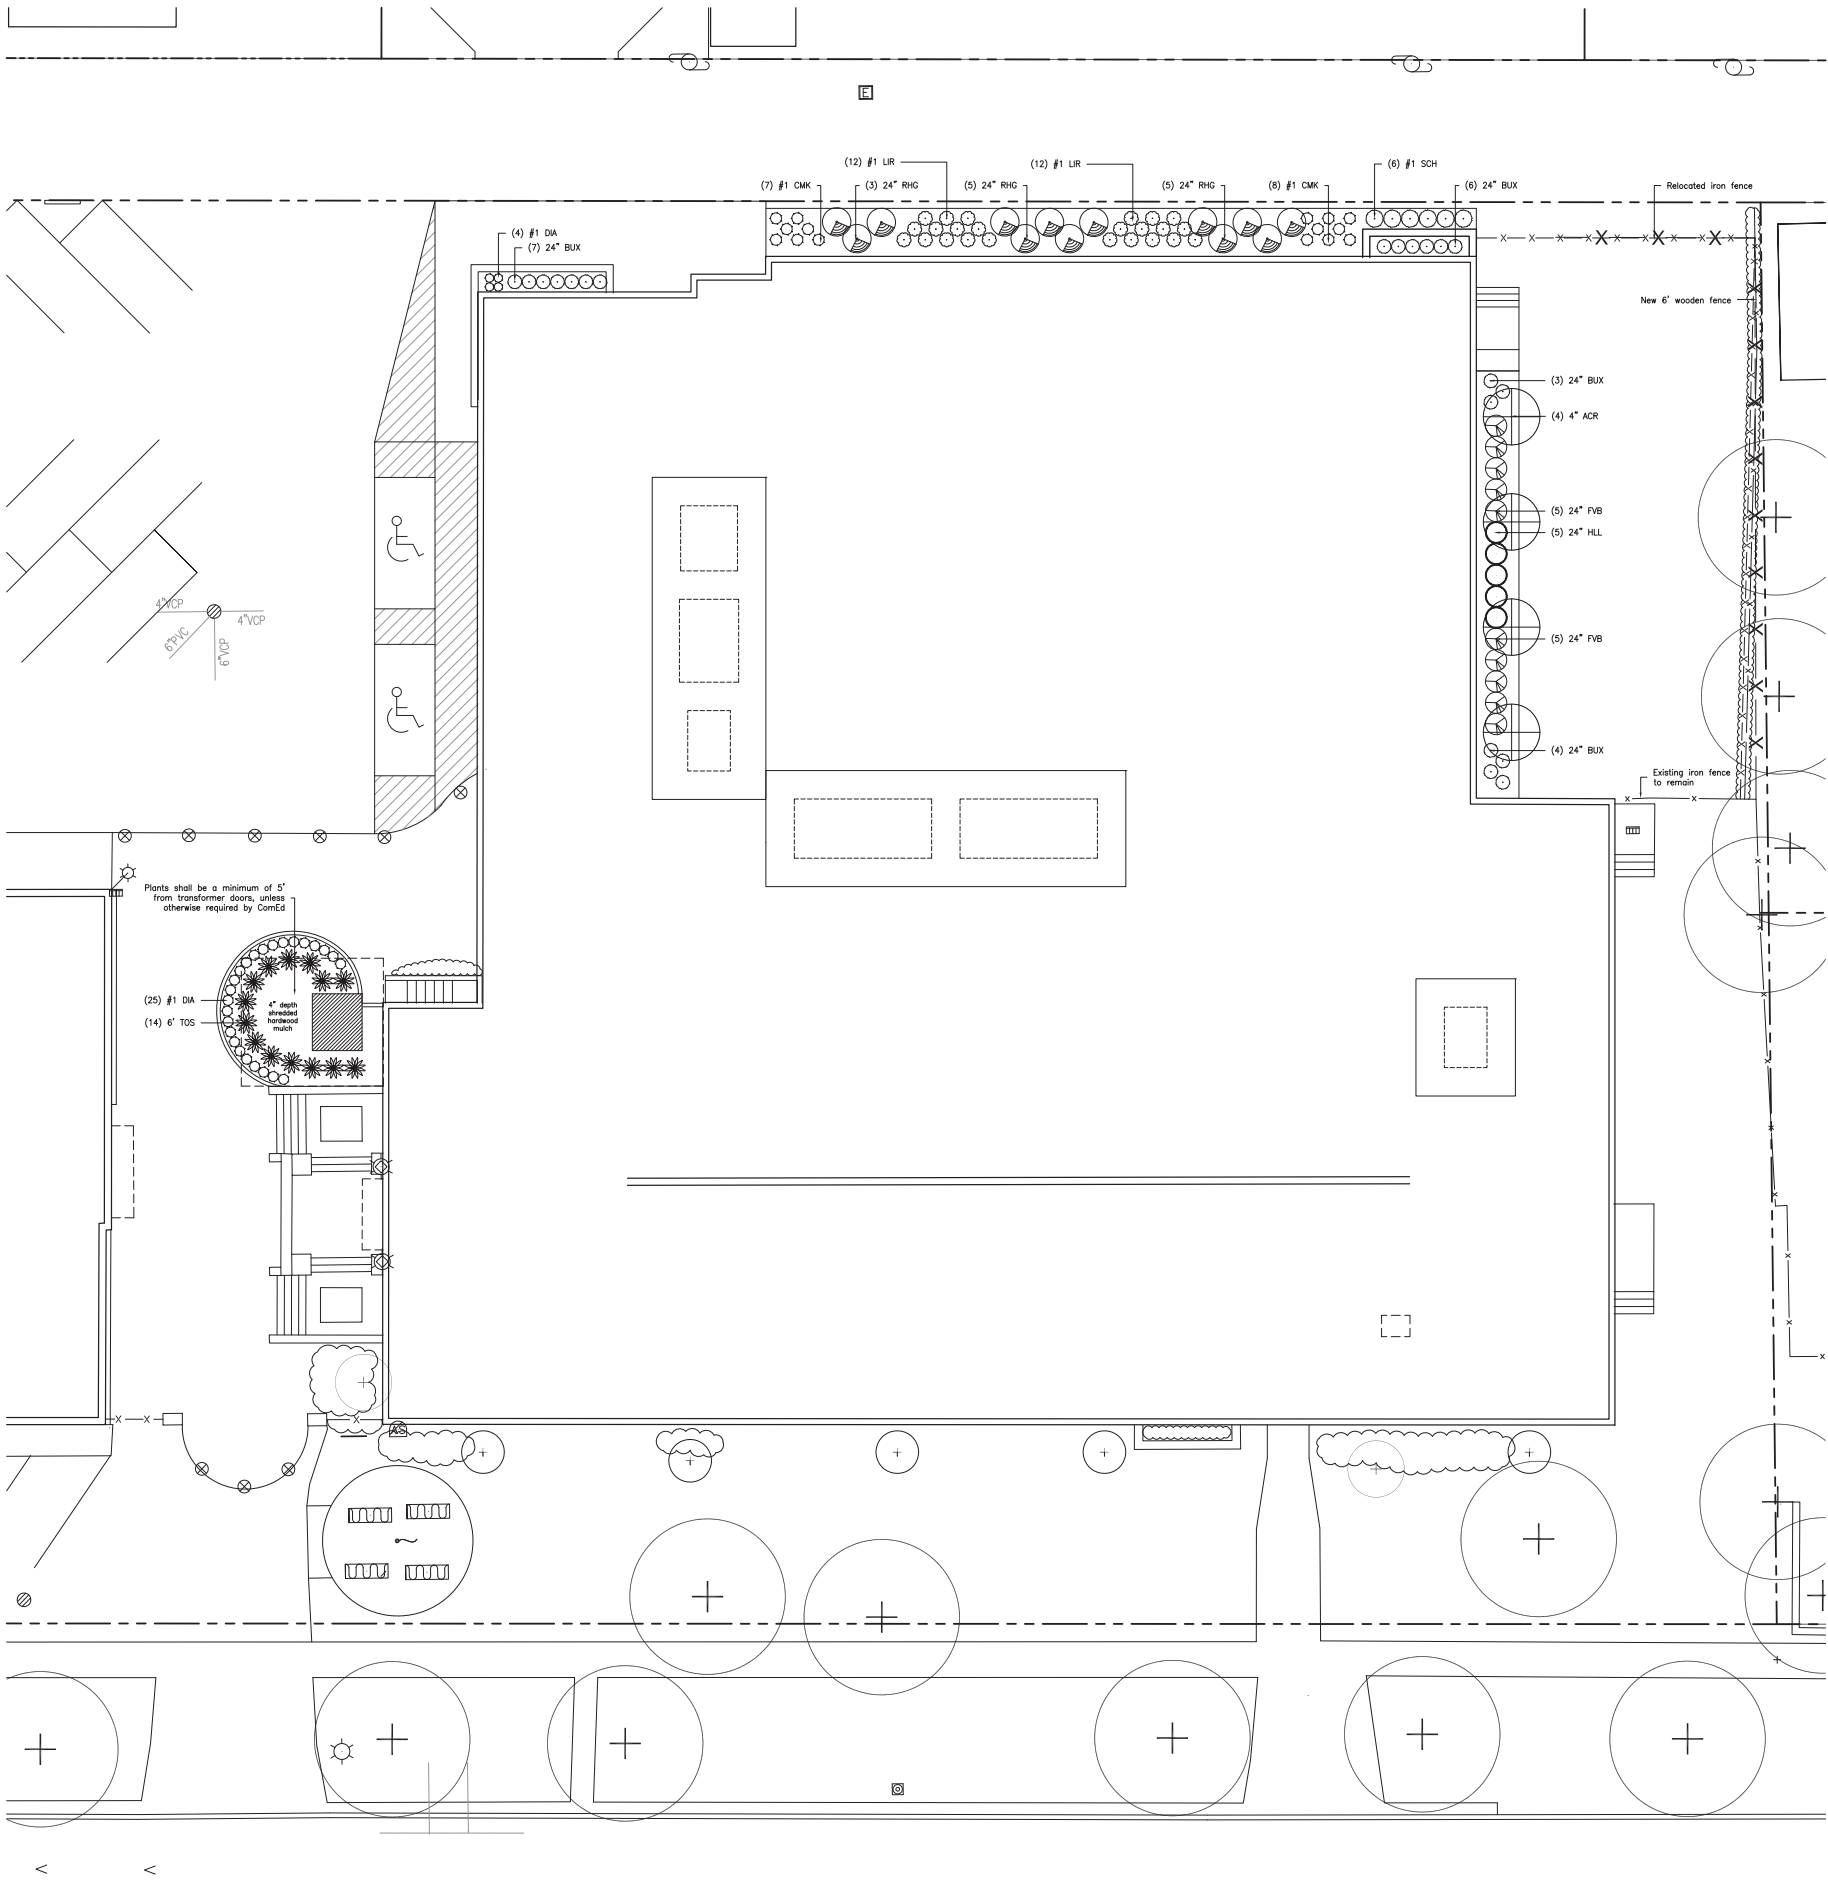 E
(12) #1 LIR
(12) #1 LIR
(6) #1 SCH
(7) #1 CMK
(3) 24" RHG
(5) 24" RHG
(5) 24" RHG
(8) #1 CMK
(6) 24" BUX
Relocated iron fence
(4) #1 DIA
(7) 24" BUX
New 6' wooden fence
(3) 24" BUX
(4) 4" ACR
(5) 24" FVB
(5) 24" HLL
4"VCP
4"VCP
6"PVC
6"VCP
(5) 24" FVB
(4) 24" BUX
Existing iron fence
to remain
Plants shall be a minimum of 5'
from transformer doors, unless
otherwise required by ComEd
(25) #1 DIA
(14) 6' TOS
4" depth
shredded
hardwood
mulch
AS